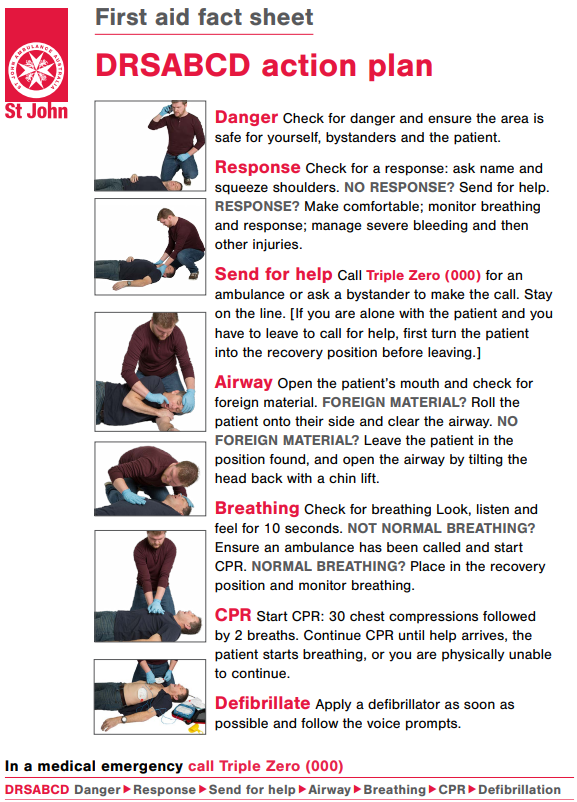 First aid fact sheet
DRSABCD action plan
ST JOHN AMBULANCE AUSTRALIA
St John
Danger Check for danger and ensure the area is
safe for yourself, bystanders and the patient.
Response Check for a response: ask name and
squeeze shoulders. NO RESPONSE? Send for help.
RESPONSE? Make comfortable; monitor breathing
and response; manage severe bleeding and then
other injuries.
Send for help Call Triple Zero (000) for an
ambulance or ask a bystander to make the call. Stay
on the line. [If you are alone with the patient and you
have to leave to call for help, first turn the patient
into the recovery position before leaving.]
Airway Open the patient’s mouth and check for
foreign material. FOREIGN MATERIAL? Roll the
patient onto their side and clear the airway. NO
FOREIGN MATERIAL? Leave the patient in the
position found, and open the airway by tilting the
head back with a chin lift.
Breathing Check for breathing Look, listen and
feel for 10 seconds. NOT NORMAL BREATHING?
Ensure an ambulance has been called and start
CPR. NORMAL BREATHING? Place in the recovery
position and monitor breathing.
CPR Start CPR: 30 chest compressions followed
by 2 breaths. Continue CPR until help arrives, the
patient starts breathing, or you are physically unable
to continue.
Defibrillate Apply a defibrillator as soon as
possible and follow the voice prompts.
In a medical emergency call Triple Zero (000)
DRSABCD Danger ▶ Response ▶ Send for help ▶ Airway ▶ Breathing ▶ CPR ▶ Defibrillation